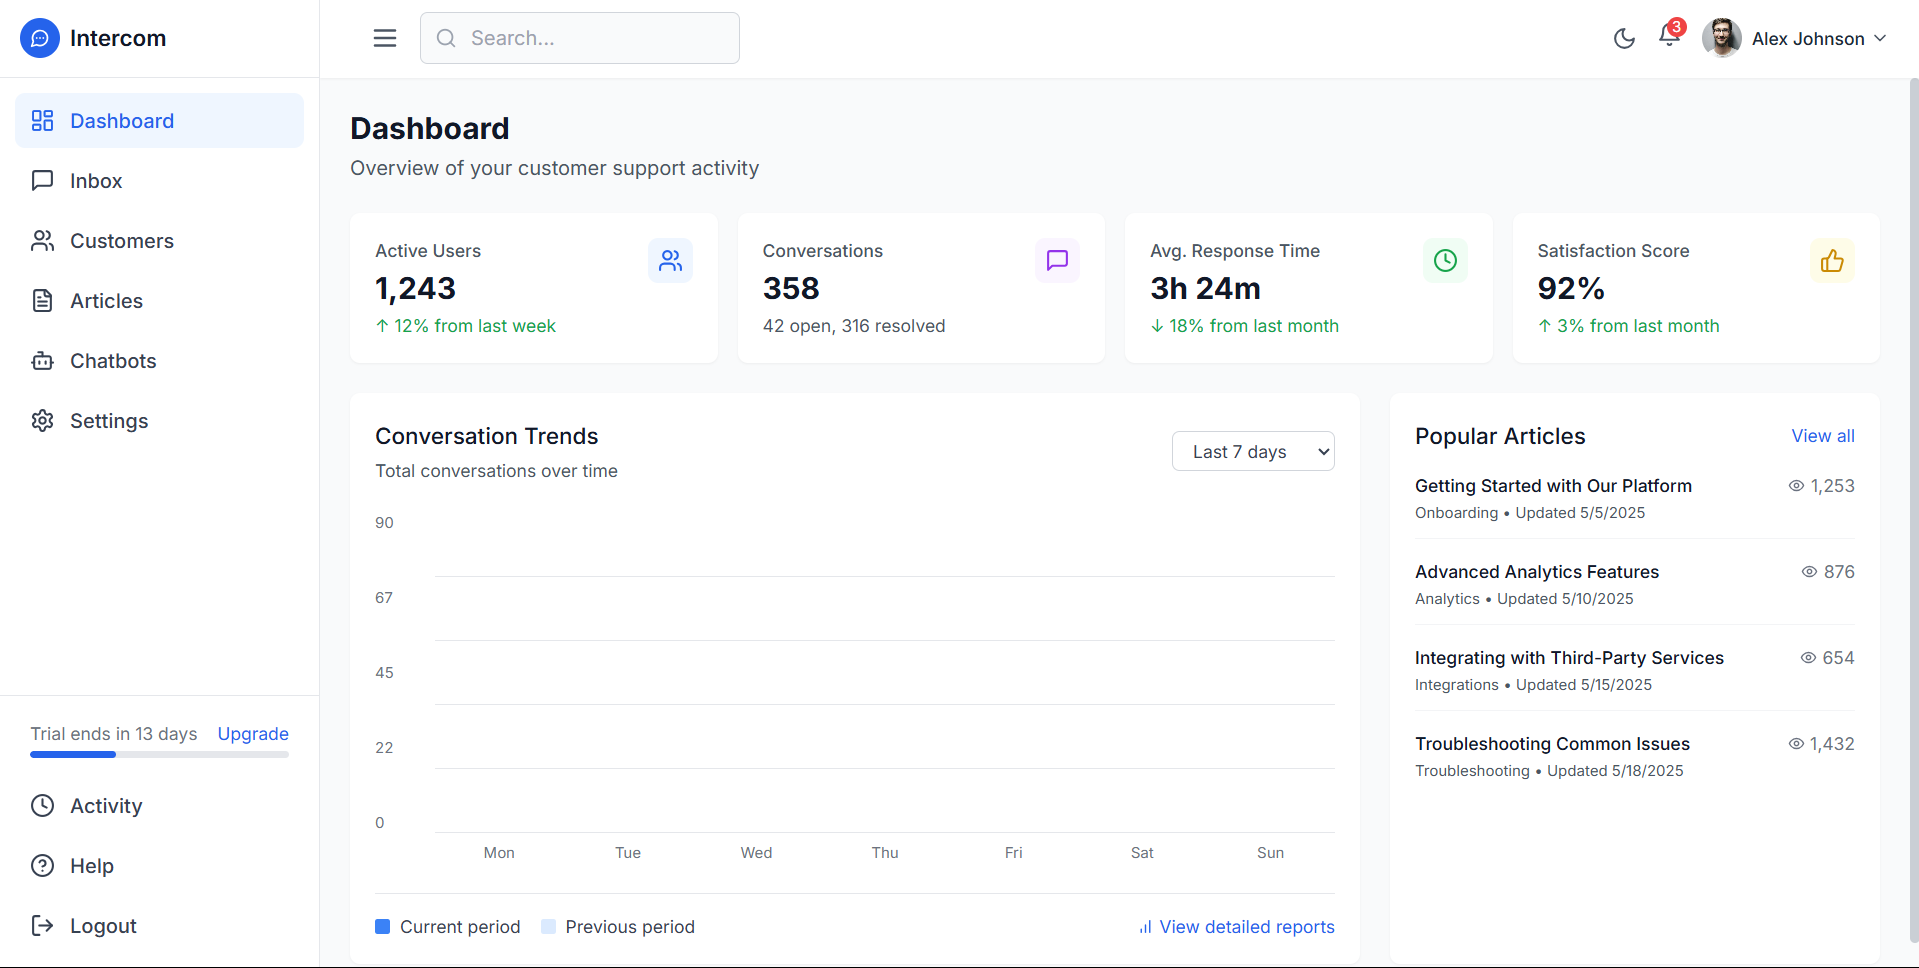 Intercom
Search...
3
Alex Johnson
Dashboard
Inbox
Customers
Articles
Chatbots
Settings
Trial ends in 13 days Upgrade
Activity
Help
Logout
Dashboard
Overview of your customer support activity
Active Users
1,243
↑ 12% from last week
Conversations
358
42 open, 316 resolved
Avg. Response Time
3h 24m
↓ 18% from last month
Satisfaction Score
92%
↑ 3% from last month
Conversation Trends
Total conversations over time
Last 7 days
90
67
45
22
0
Mon Tue Wed Thu Fri Sat Sun
Current period Previous period
View detailed reports
Popular Articles
View all
Getting Started with Our Platform 1,253
Onboarding • Updated 5/5/2025
Advanced Analytics Features 876
Analytics • Updated 5/10/2025
Integrating with Third-Party Services 654
Integrations • Updated 5/15/2025
Troubleshooting Common Issues 1,432
Troubleshooting • Updated 5/18/2025